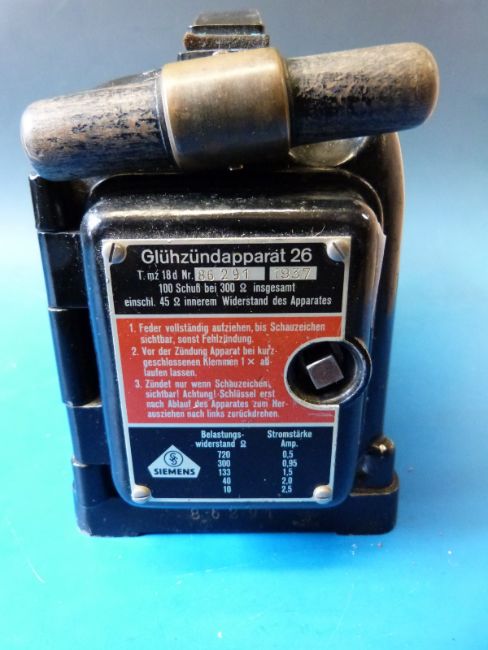 Glühzündapparat 26
T. mz 18 d Nr. 86 291 1937
100 Schuß bei 300 Ω insgesamt
einschl. 45 Ω innerem Widerstand des Apparates
1. Feder vollständig aufziehen, bis Schauzeichen
sichtbar, sonst Fehlzündung.
2. Vor der Zündung Apparat bei kurz-
geschlossenen Klemmen 1 × ab-
laufen lassen.
3. Zündet nur wenn Schauzeichen
sichtbar! Achtung! Schlüssel erst
nach Ablauf des Apparates zum Her-
ausziehen nach links zurückdrehen.
Belastungs- Stromstärke
widerstand Ω Amp.
720 0,5
300 0,95
133 1,5
40 2,0
10 2,5
SIEMENS
86291